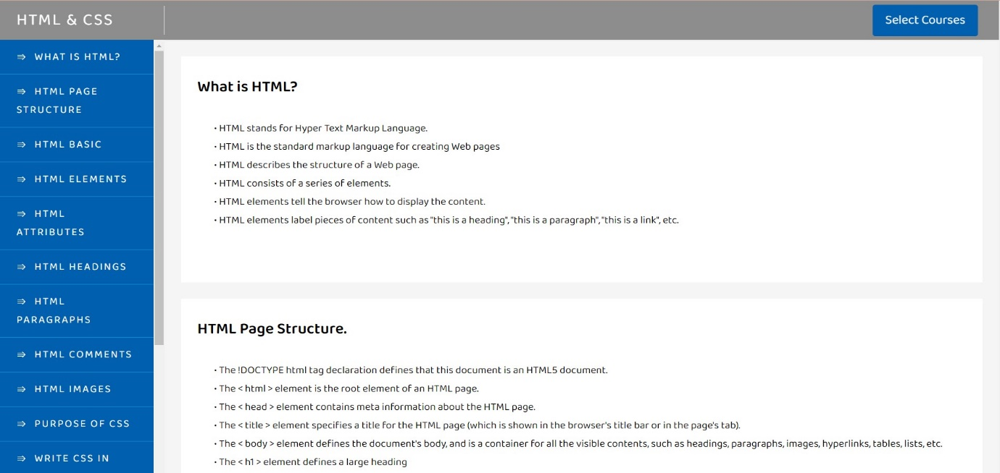 HTML & CSS
Select Courses
⇛ WHAT IS HTML?
⇛ HTML PAGE
STRUCTURE
⇛ HTML BASIC
⇛ HTML ELEMENTS
⇛ HTML
ATTRIBUTES
⇛ HTML HEADINGS
⇛ HTML
PARAGRAPHS
⇛ HTML COMMENTS
⇛ HTML IMAGES
⇛ PURPOSE OF CSS
⇛ WRITE CSS IN
What is HTML?
• HTML stands for Hyper Text Markup Language.
• HTML is the standard markup language for creating Web pages
• HTML describes the structure of a Web page.
• HTML consists of a series of elements.
• HTML elements tell the browser how to display the content.
• HTML elements label pieces of content such as "this is a heading", "this is a paragraph", "this is a link", etc.
HTML Page Structure.
• The !DOCTYPE html tag declaration defines that this document is an HTML5 document.
• The < html > element is the root element of an HTML page.
• The < head > element contains meta information about the HTML page.
• The < title > element specifies a title for the HTML page (which is shown in the browser's title bar or in the page's tab).
• The < body > element defines the document's body, and is a container for all the visible contents, such as headings, paragraphs, images, hyperlinks, tables, lists, etc.
• The < h1 > element defines a large heading